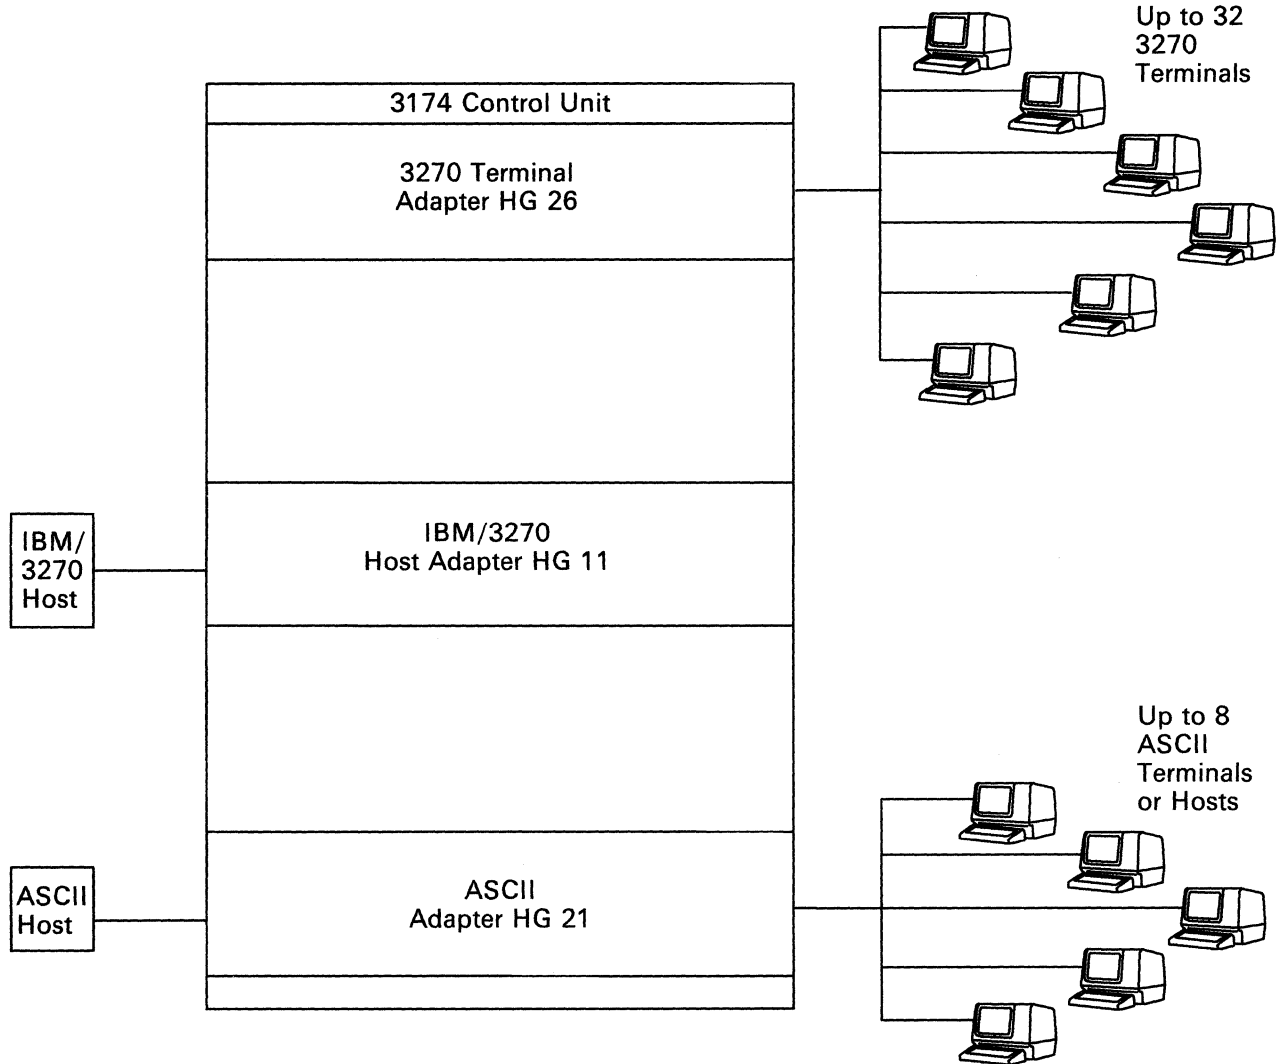 Up to 32
3270
Terminals
3174 Control Unit
3270 Terminal
Adapter HG 26
IBM/3270
Host Adapter HG 11
IBM/
3270
Host
Up to 8
ASCII
Terminals
or Hosts
ASCII
Adapter HG 21
ASCII
Host